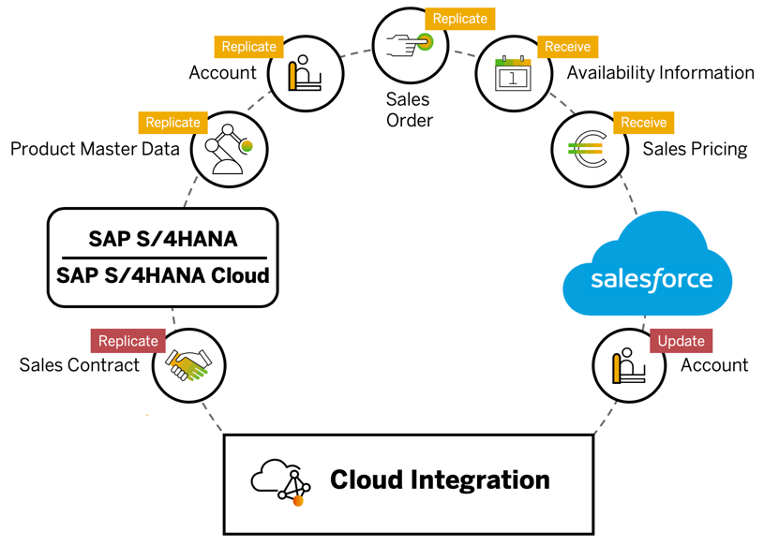 Replicate
Sales
Order
Replicate
Account
Receive
Availability Information
1
Replicate
Product Master Data
Receive
Sales Pricing
SAP S/4HANA
SAP S/4HANA Cloud
salesforce
Replicate
Sales Contract
Update
Account
Cloud Integration